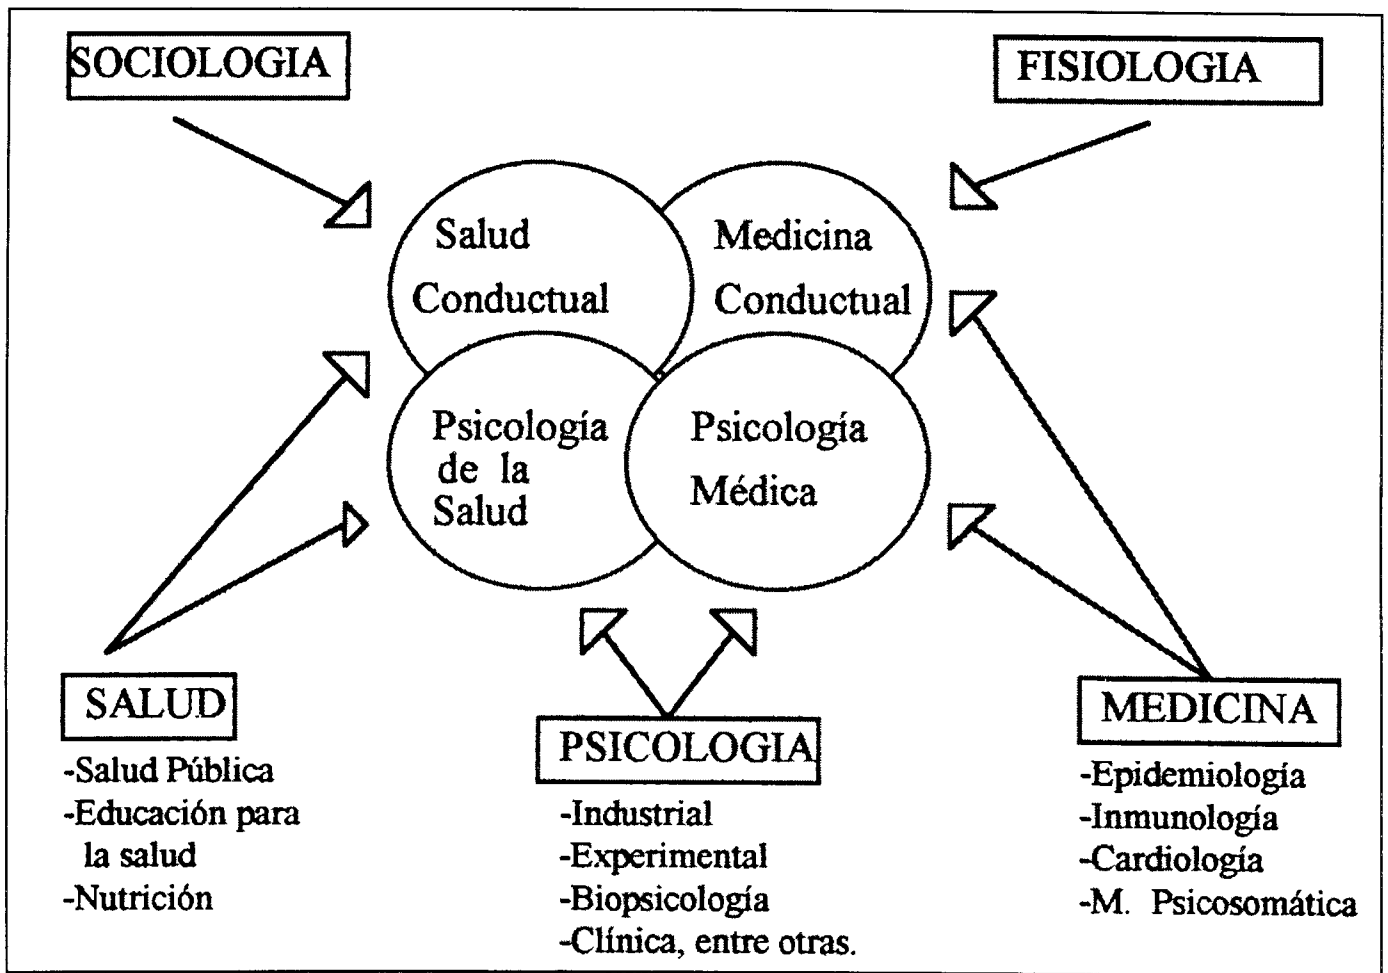 SOCIOLOGIA
FISIOLOGIA
Salud
Conductual
Medicina
Conductual
Psicología
de la
Salud
Psicología
Médica
SALUD
-Salud Pública
-Educación para
la salud
-Nutrición
PSICOLOGIA
-Industrial
-Experimental
-Biopsicología
-Clínica, entre otras.
MEDICINA
-Epidemiología
-Inmunología
-Cardiología
-M. Psicosomática